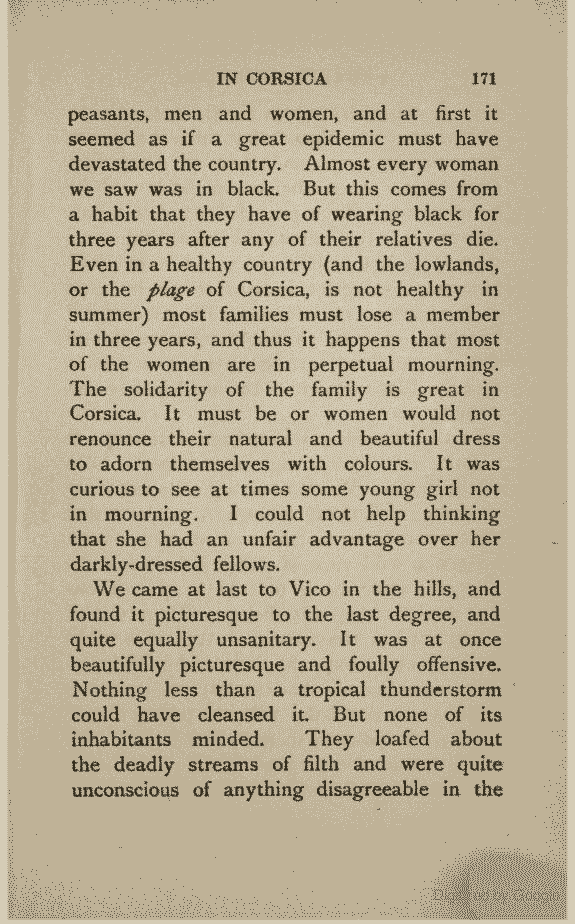 IN CORSICA 171
peasants, men and women, and at first it
seemed as if a great epidemic must have
devastated the country. Almost every woman
we saw was in black. But this comes from
a habit that they have of wearing black for
three years after any of their relatives die.
Even in a healthy country (and the lowlands,
or the plage of Corsica, is not healthy in
summer) most families must lose a member
in three years, and thus it happens that most
of the women are in perpetual mourning.
The solidarity of the family is great in
Corsica. It must be or women would not
renounce their natural and beautiful dress
to adorn themselves with colours. It was
curious to see at times some young girl not
in mourning. I could not help thinking
that she had an unfair advantage over her
darkly-dressed fellows.
We came at last to Vico in the hills, and
found it picturesque to the last degree, and
quite equally unsanitary. It was at once
beautifully picturesque and foully offensive.
Nothing less than a tropical thunderstorm
could have cleansed it. But none of its
inhabitants minded. They loafed about
the deadly streams of filth and were quite
unconscious of anything disagreeable in the
Digitized by Google